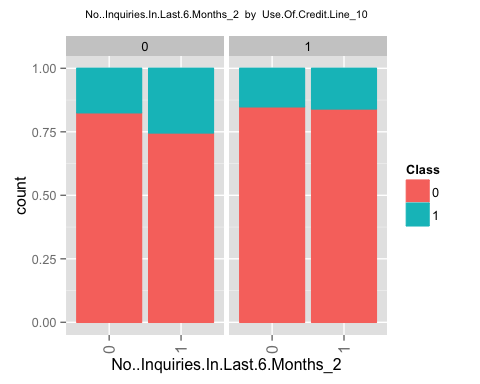 No..Inquiries.In.Last.6.Months_2 by Use.Of.Credit.Line_10
0 1
1.00
0.75
0.50
0.25
0.00
count
0 1 0 1
No..Inquiries.In.Last.6.Months_2
Class
0
1